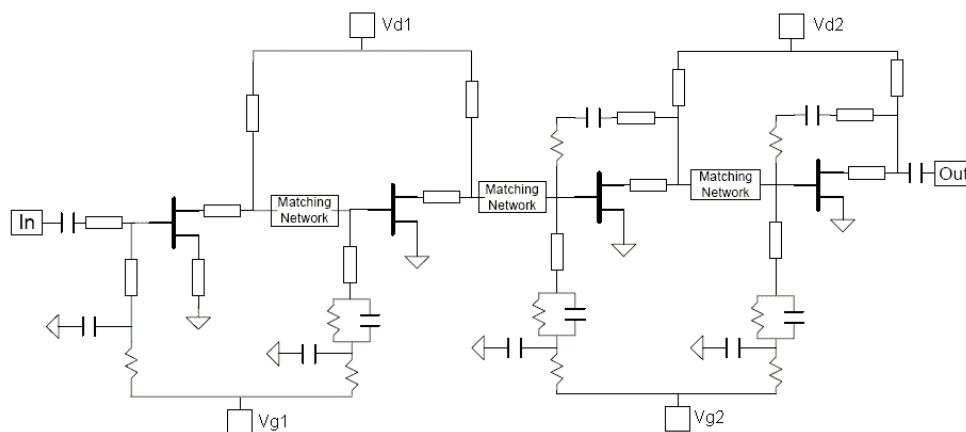 Vd1
Vd2
Matching
Network
Out
Matching
Network
Matching
Network
In
Vg1
Vg2